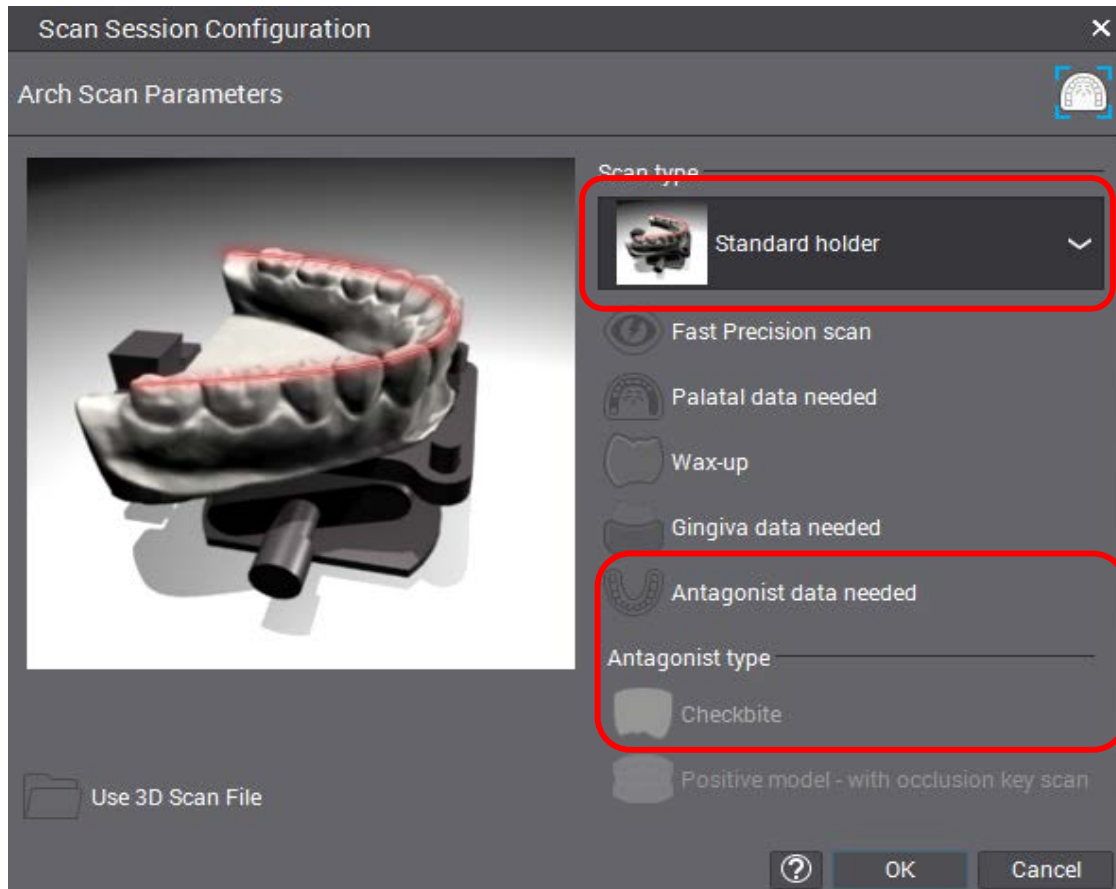 Scan Session Configuration
Arch Scan Parameters
Scan type
Standard holder
Fast Precision scan
Palatal data needed
Wax-up
Gingiva data needed
Antagonist data needed
Antagonist type
Checkbite
Positive model - with occlusion key scan
Use 3D Scan File
? OK Cancel